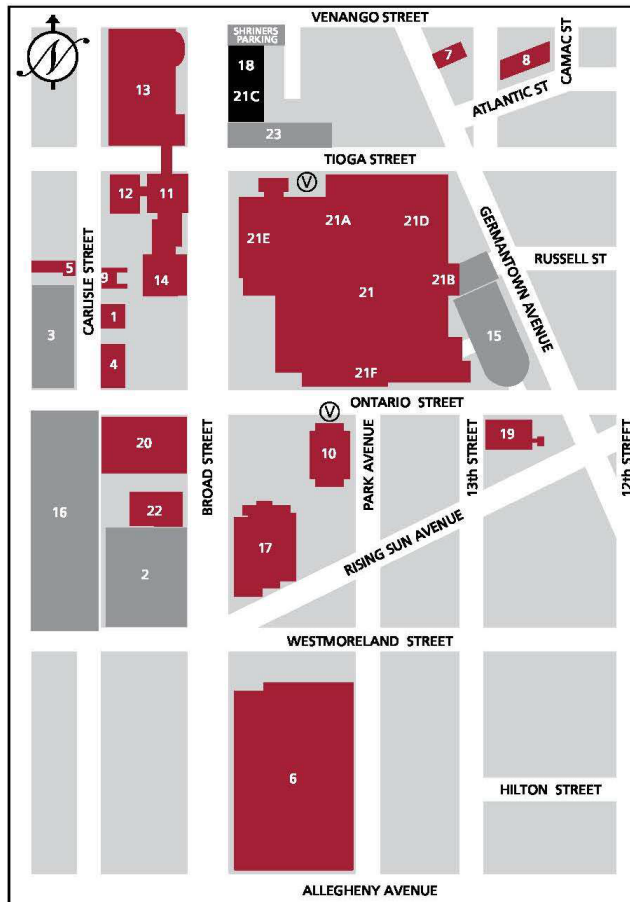 VENANGO STREET
N
SHRINERS
PARKING
18
21C
23
7
8
CAMAC ST
ATLANTIC ST
13
TIOGA STREET
V
12
11
21A
21D
21E
GERMANTOWN AVENUE
RUSSELL ST
CARLISLE STREET
5
9
14
21
21B
1
3
15
4
21F
ONTARIO STREET
V
20
BROAD STREET
10
PARK AVENUE
13th STREET
19
12th STREET
16
22
17
RISING SUN AVENUE
2
WESTMORELAND STREET
6
HILTON STREET
ALLEGHENY AVENUE